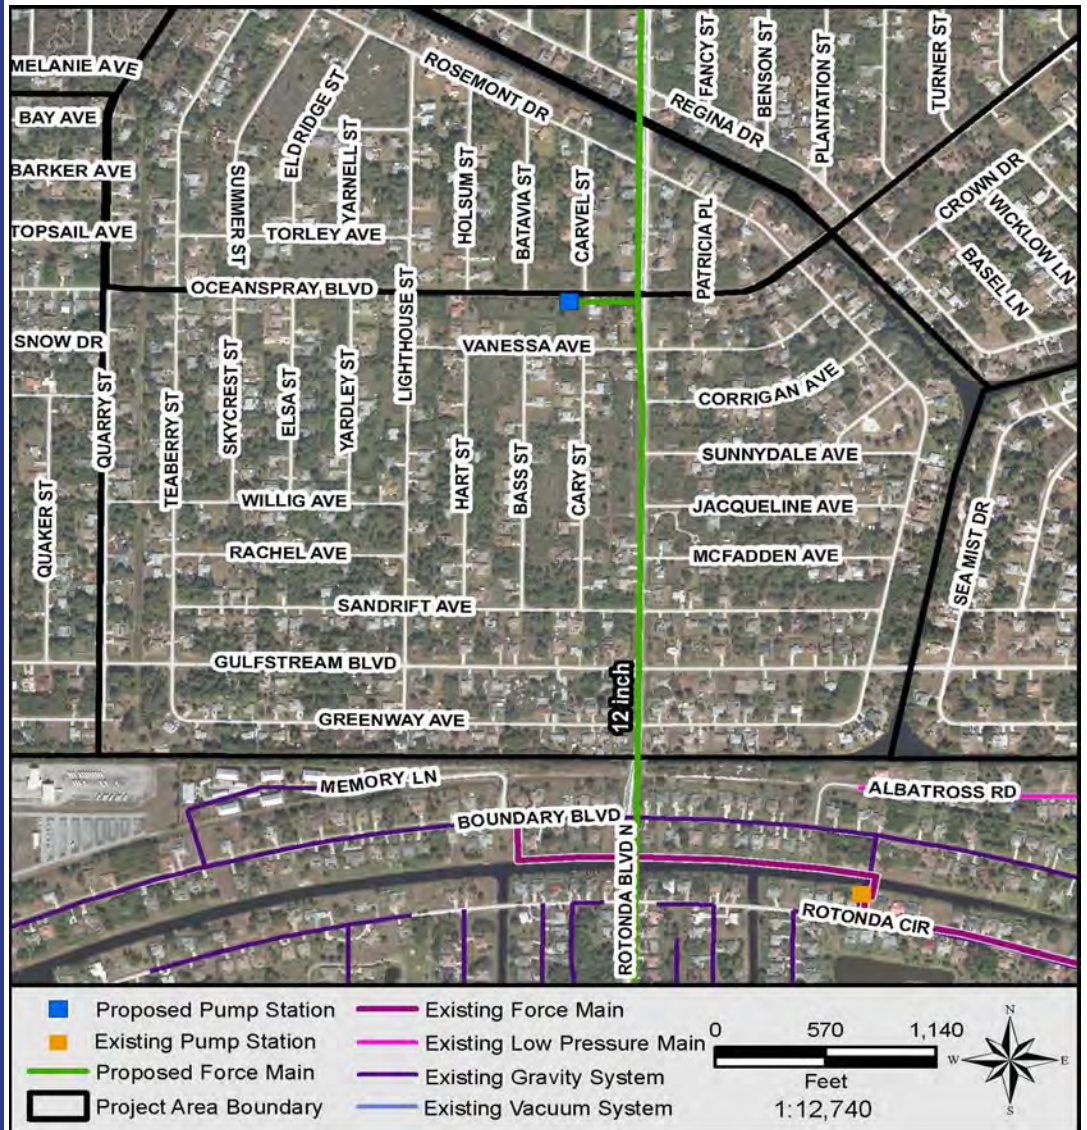 MELANIE AVE
BAY AVE
BARKER AVE
TOPSAIL AVE
SNOW DR
QUARRY ST
QUAKER ST
TEABERRY ST
SUMMER ST
ELDRIDGE ST
YARNELL ST
TORLEY AVE
OCEANSPRAY BLVD
LIGHTHOUSE ST
HOLSUM ST
BATAVIA ST
CARVEL ST
ROSEMONT DR
REGINA DR
FANCY ST
BENSON ST
PLANTATION ST
TURNER ST
CROWN DR
WICKLOW LN
BASEL LN
PATRICIA PL
VANESSA AVE
CORRIGAN AVE
SUNNYDALE AVE
JACQUELINE AVE
MCFADDEN AVE
SEA MIST DR
SKYCREST ST
ELSA ST
YARDLEY ST
HART ST
BASS ST
CARY ST
WILLIG AVE
RACHEL AVE
SANDRIFT AVE
GULFSTREAM BLVD
GREENWAY AVE
12 inch
MEMORY LN
BOUNDARY BLVD
ROTONDA BLVD N
ALBATROSS RD
ROTONDA CIR
Proposed Pump Station
Existing Pump Station
Proposed Force Main
Project Area Boundary
Existing Force Main
Existing Low Pressure Main
Existing Gravity System
Existing Vacuum System
0 570 1,140
Feet
1:12,740
N
W
E
S